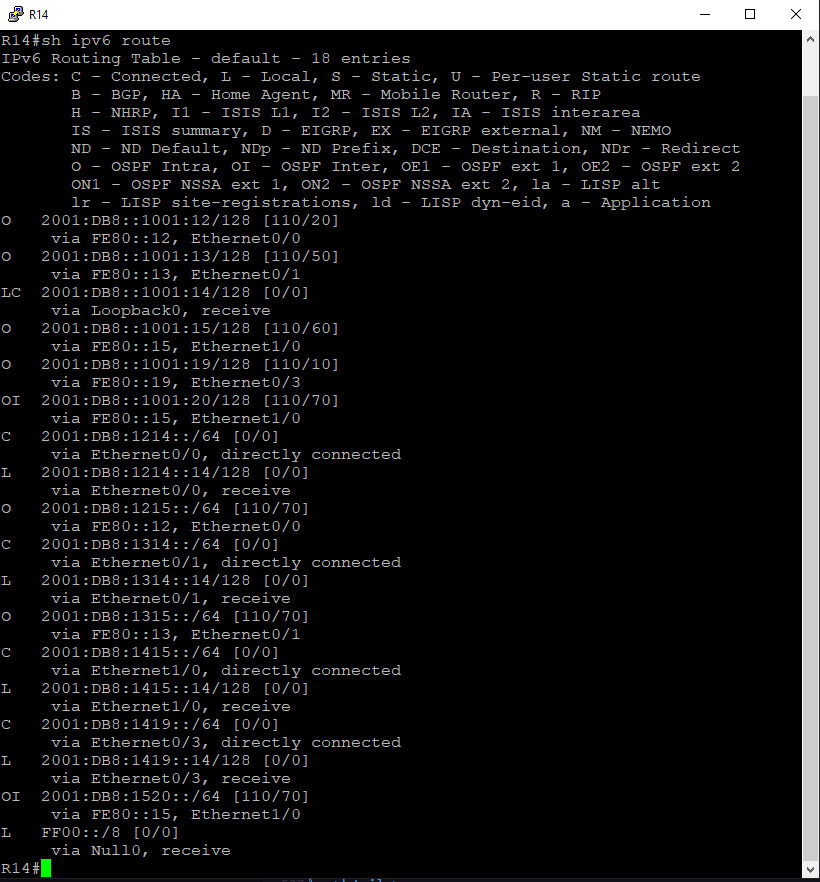 R14
R14#sh ipv6 route
IPv6 Routing Table - default - 18 entries
Codes: C - Connected, L - Local, S - Static, U - Per-user Static route
       B - BGP, HA - Home Agent, MR - Mobile Router, R - RIP
       H - NHRP, I1 - ISIS L1, I2 - ISIS L2, IA - ISIS interarea
       IS - ISIS summary, D - EIGRP, EX - EIGRP external, NM - NEMO
       ND - ND Default, NDp - ND Prefix, DCE - Destination, NDr - Redirect
       O - OSPF Intra, OI - OSPF Inter, OE1 - OSPF ext 1, OE2 - OSPF ext 2
       ON1 - OSPF NSSA ext 1, ON2 - OSPF NSSA ext 2, la - LISP alt
       lr - LISP site-registrations, ld - LISP dyn-eid, a - Application
O   2001:DB8::1001:12/128 [110/20]
     via FE80::12, Ethernet0/0
O   2001:DB8::1001:13/128 [110/50]
     via FE80::13, Ethernet0/1
LC  2001:DB8::1001:14/128 [0/0]
     via Loopback0, receive
O   2001:DB8::1001:15/128 [110/60]
     via FE80::15, Ethernet1/0
O   2001:DB8::1001:19/128 [110/10]
     via FE80::19, Ethernet0/3
OI  2001:DB8::1001:20/128 [110/70]
     via FE80::15, Ethernet1/0
C   2001:DB8:1214::/64 [0/0]
     via Ethernet0/0, directly connected
L   2001:DB8:1214::14/128 [0/0]
     via Ethernet0/0, receive
O   2001:DB8:1215::/64 [110/70]
     via FE80::12, Ethernet0/0
C   2001:DB8:1314::/64 [0/0]
     via Ethernet0/1, directly connected
L   2001:DB8:1314::14/128 [0/0]
     via Ethernet0/1, receive
O   2001:DB8:1315::/64 [110/70]
     via FE80::13, Ethernet0/1
C   2001:DB8:1415::/64 [0/0]
     via Ethernet1/0, directly connected
L   2001:DB8:1415::14/128 [0/0]
     via Ethernet1/0, receive
C   2001:DB8:1419::/64 [0/0]
     via Ethernet0/3, directly connected
L   2001:DB8:1419::14/128 [0/0]
     via Ethernet0/3, receive
OI  2001:DB8:1520::/64 [110/70]
     via FE80::15, Ethernet1/0
L   FF00::/8 [0/0]
     via Null0, receive
R14#